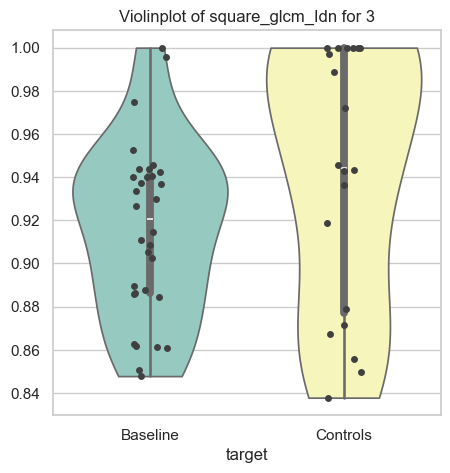 Violinplot of square_glcm_Idn for 3
1.00
0.98
0.96
0.94
0.92
0.90
0.88
0.86
0.84
Baseline
Controls
target